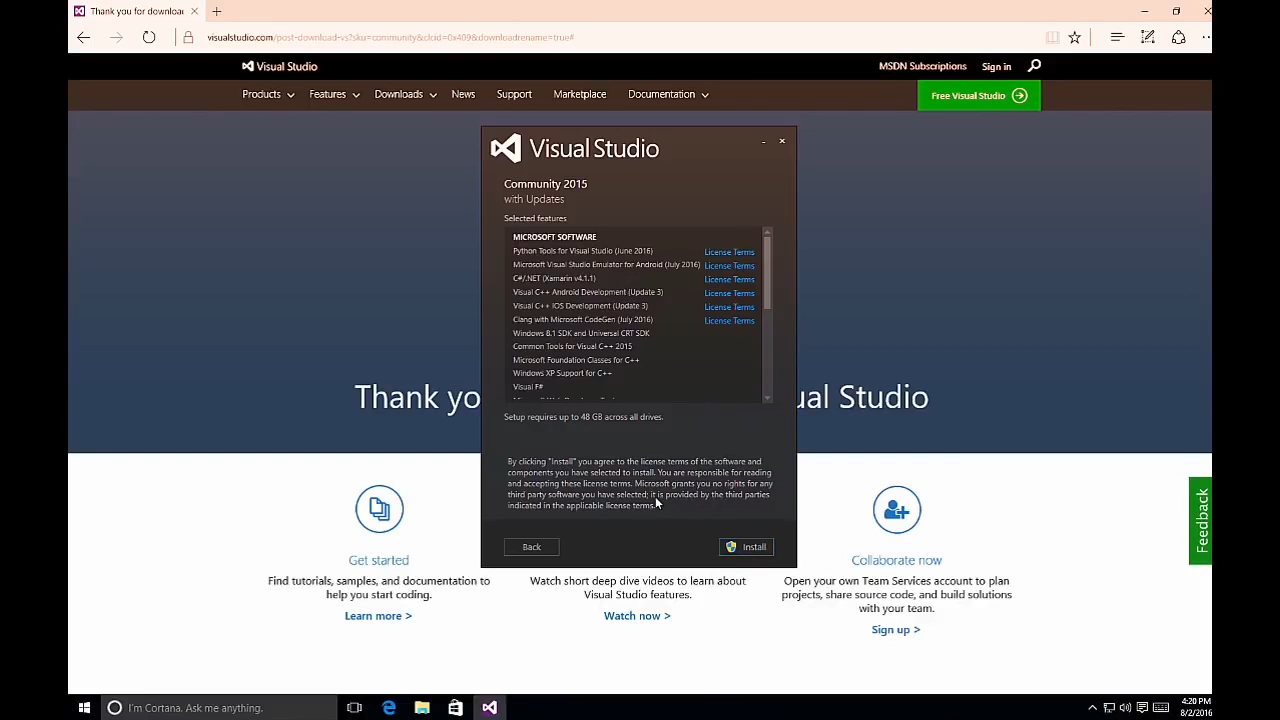 Thank you for downloa
visualstudio.com/post-download-vs?sku=community&clcid=0x409&downloadrename=true#
Visual Studio
MSDN Subscriptions
Sign in
Products
Features
Downloads
News
Support
Marketplace
Documentation
Free Visual Studio
Visual Studio
Community 2015
with Updates
Selected features
MICROSOFT SOFTWARE
Python Tools for Visual Studio (June 2016) License Terms
Microsoft Visual Studio Emulator for Android (July 2016) License Terms
C#/.NET (Xamarin v4.1.1) License Terms
Visual C++ Android Development (Update 3) License Terms
Visual C++ iOS Development (Update 3) License Terms
Clang with Microsoft CodeGen (July 2016) License Terms
Windows 8.1 SDK and Universal CRT SDK
Common Tools for Visual C++ 2015
Microsoft Foundation Classes for C++
Windows XP Support for C++
Visual F#
Thank yo
ual Studio
Setup requires up to 48 GB across all drives.
By clicking "Install" you agree to the license terms of the software and
components you have selected to install. You are responsible for reading
and accepting these license terms. Microsoft grants you no rights for any
third party software you have selected; it is provided by the third parties
indicated in the applicable license terms.
Back
Install
Get started
Find tutorials, samples, and documentation to
help you start coding.
Learn more >
Watch short deep dive videos to learn about
Visual Studio features.
Watch now >
Collaborate now
Open your own Team Services account to plan
projects, share source code, and build solutions
with your team.
Sign up >
Feedback
I'm Cortana. Ask me anything.
4:20 PM
8/2/2016